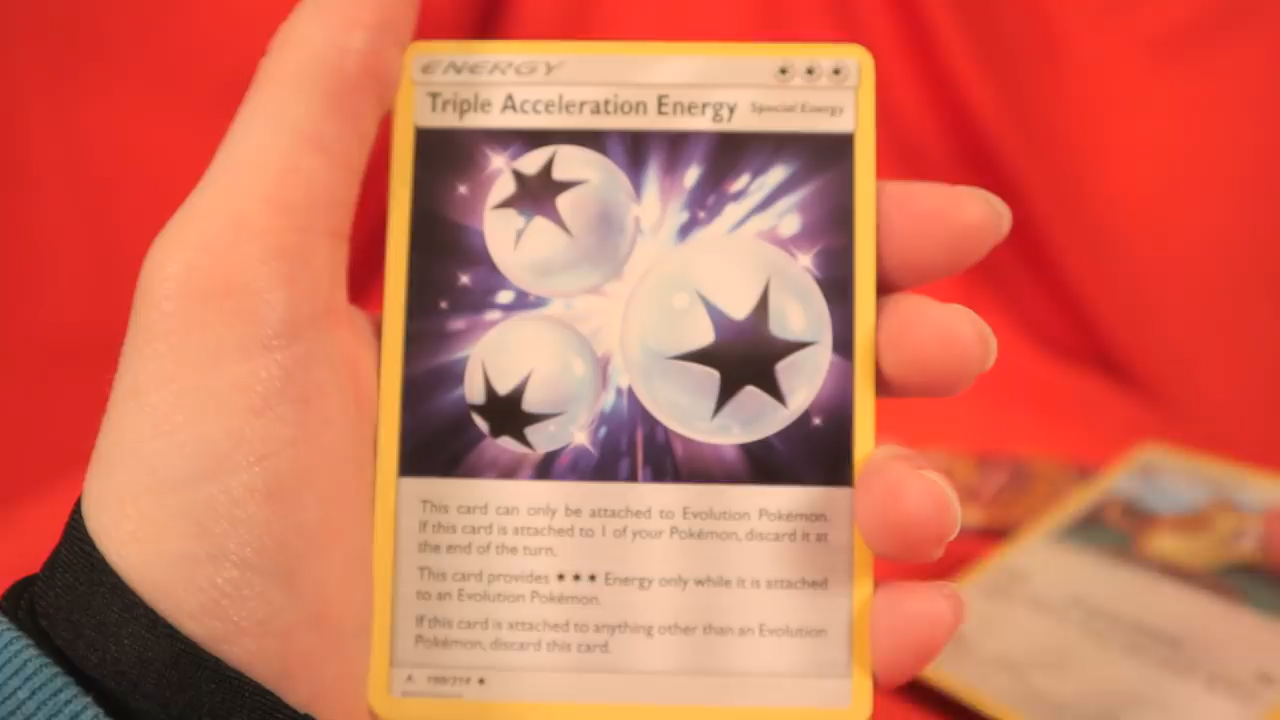 ENERGY
Triple Acceleration Energy Special Energy
This card can only be attached to Evolution Pokémon.
If this card is attached to 1 of your Pokémon, discard it at
the end of the turn.
This card provides ✶✶✶ Energy only while it is attached
to an Evolution Pokémon.
If this card is attached to anything other than an Evolution
Pokémon, discard this card.
A 190/214